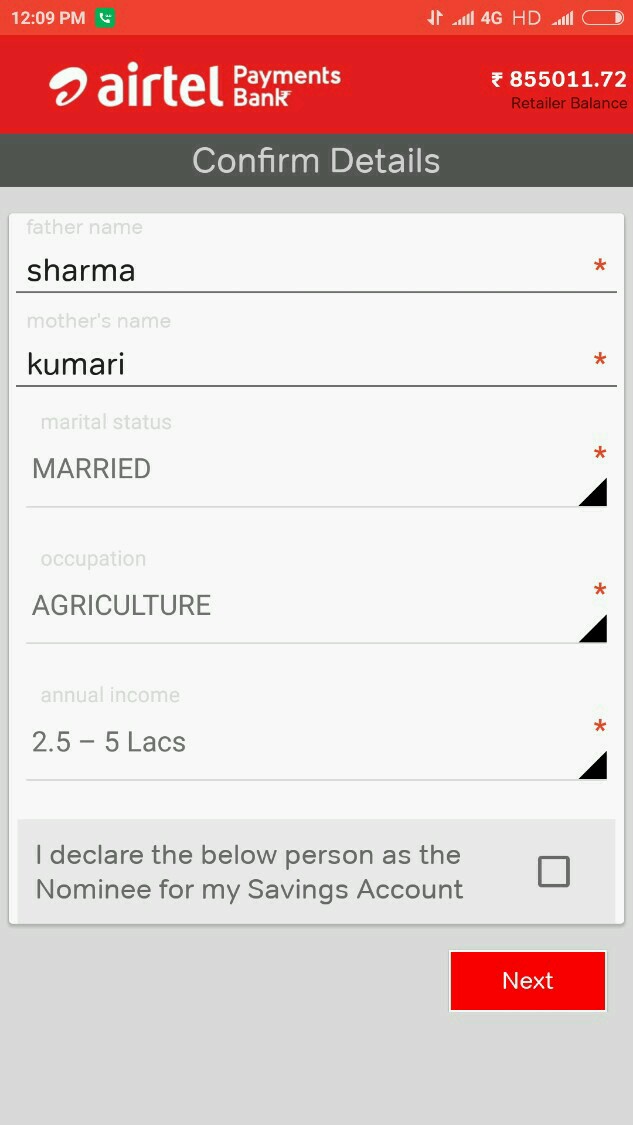 12:09 PM 4G HD
airtel Payments Bank
₹ 855011.72
Retailer Balance
Confirm Details
father name
sharma *
mother's name
kumari *
marital status
MARRIED *
occupation
AGRICULTURE *
annual income
2.5 – 5 Lacs *
I declare the below person as the
Nominee for my Savings Account
Next